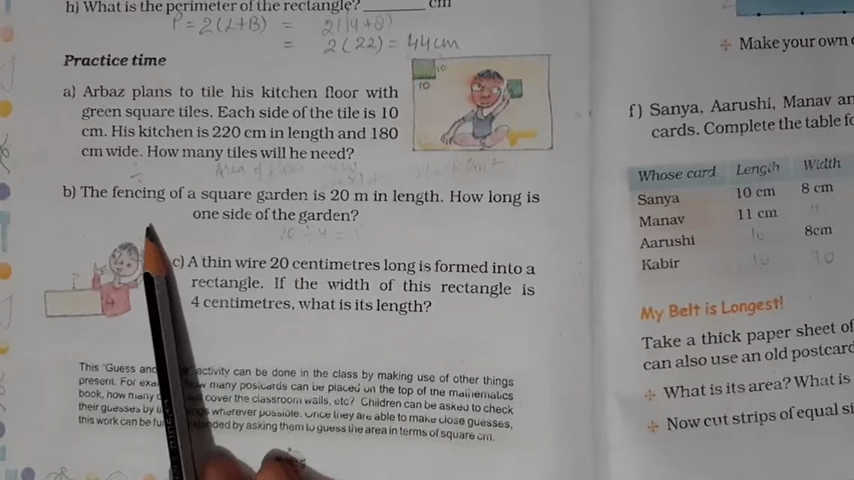 h) What is the perimeter of the rectangle? ______ cm
P = 2(L+B) = 2(14+8)
= 2(22) = 44cm
Practice time
a) Arbaz plans to tile his kitchen floor with
green square tiles. Each side of the tile is 10
cm. His kitchen is 220 cm in length and 180
cm wide. How many tiles will he need?
10
10
b) The fencing of a square garden is 20 m in length. How long is
one side of the garden?
c) A thin wire 20 centimetres long is formed into a
rectangle. If the width of this rectangle is
4 centimetres, what is its length?
?
4
This 'Guess and activity can be done in the class by making use of other things
present. For many postcards can be placed on the top of the mathematics
book, how many cover the classroom walls, etc? Children can be asked to check
their guesses by wherever possible. Once they are able to make close guesses,
this work can be by asking them to guess the area in terms of square cm.
Make your own
f) Sanya, Aarushi, Manav an
cards. Complete the table fo
Whose card Length Width
Sanya 10 cm 8 cm
Manav 11 cm
Aarushi 10 8cm
Kabir 10 70
My Belt is Longest!
Take a thick paper sheet of
can also use an old postcard
What is its area? What is
Now cut strips of equal si